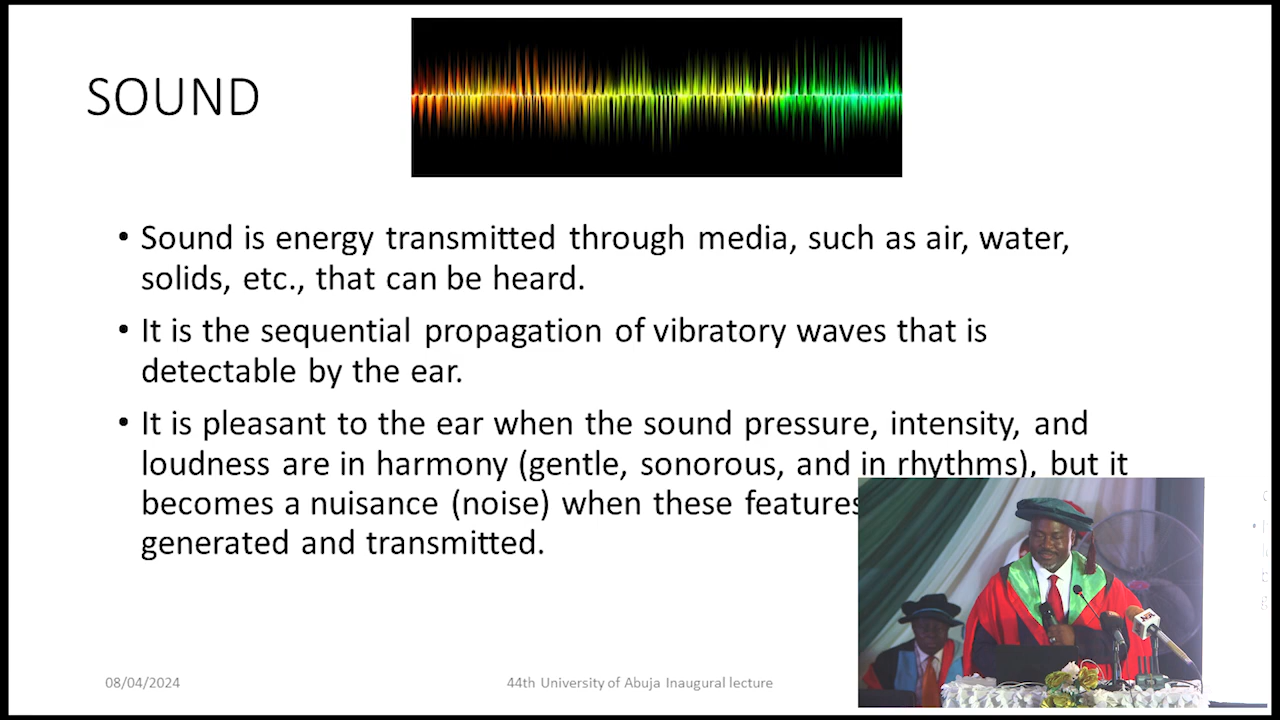 SOUND
• Sound is energy transmitted through media, such as air, water,
solids, etc., that can be heard.
• It is the sequential propagation of vibratory waves that is
detectable by the ear.
• It is pleasant to the ear when the sound pressure, intensity, and
loudness are in harmony (gentle, sonorous, and in rhythms), but it
becomes a nuisance (noise) when these features
generated and transmitted.
08/04/2024
44th University of Abuja Inaugural lecture